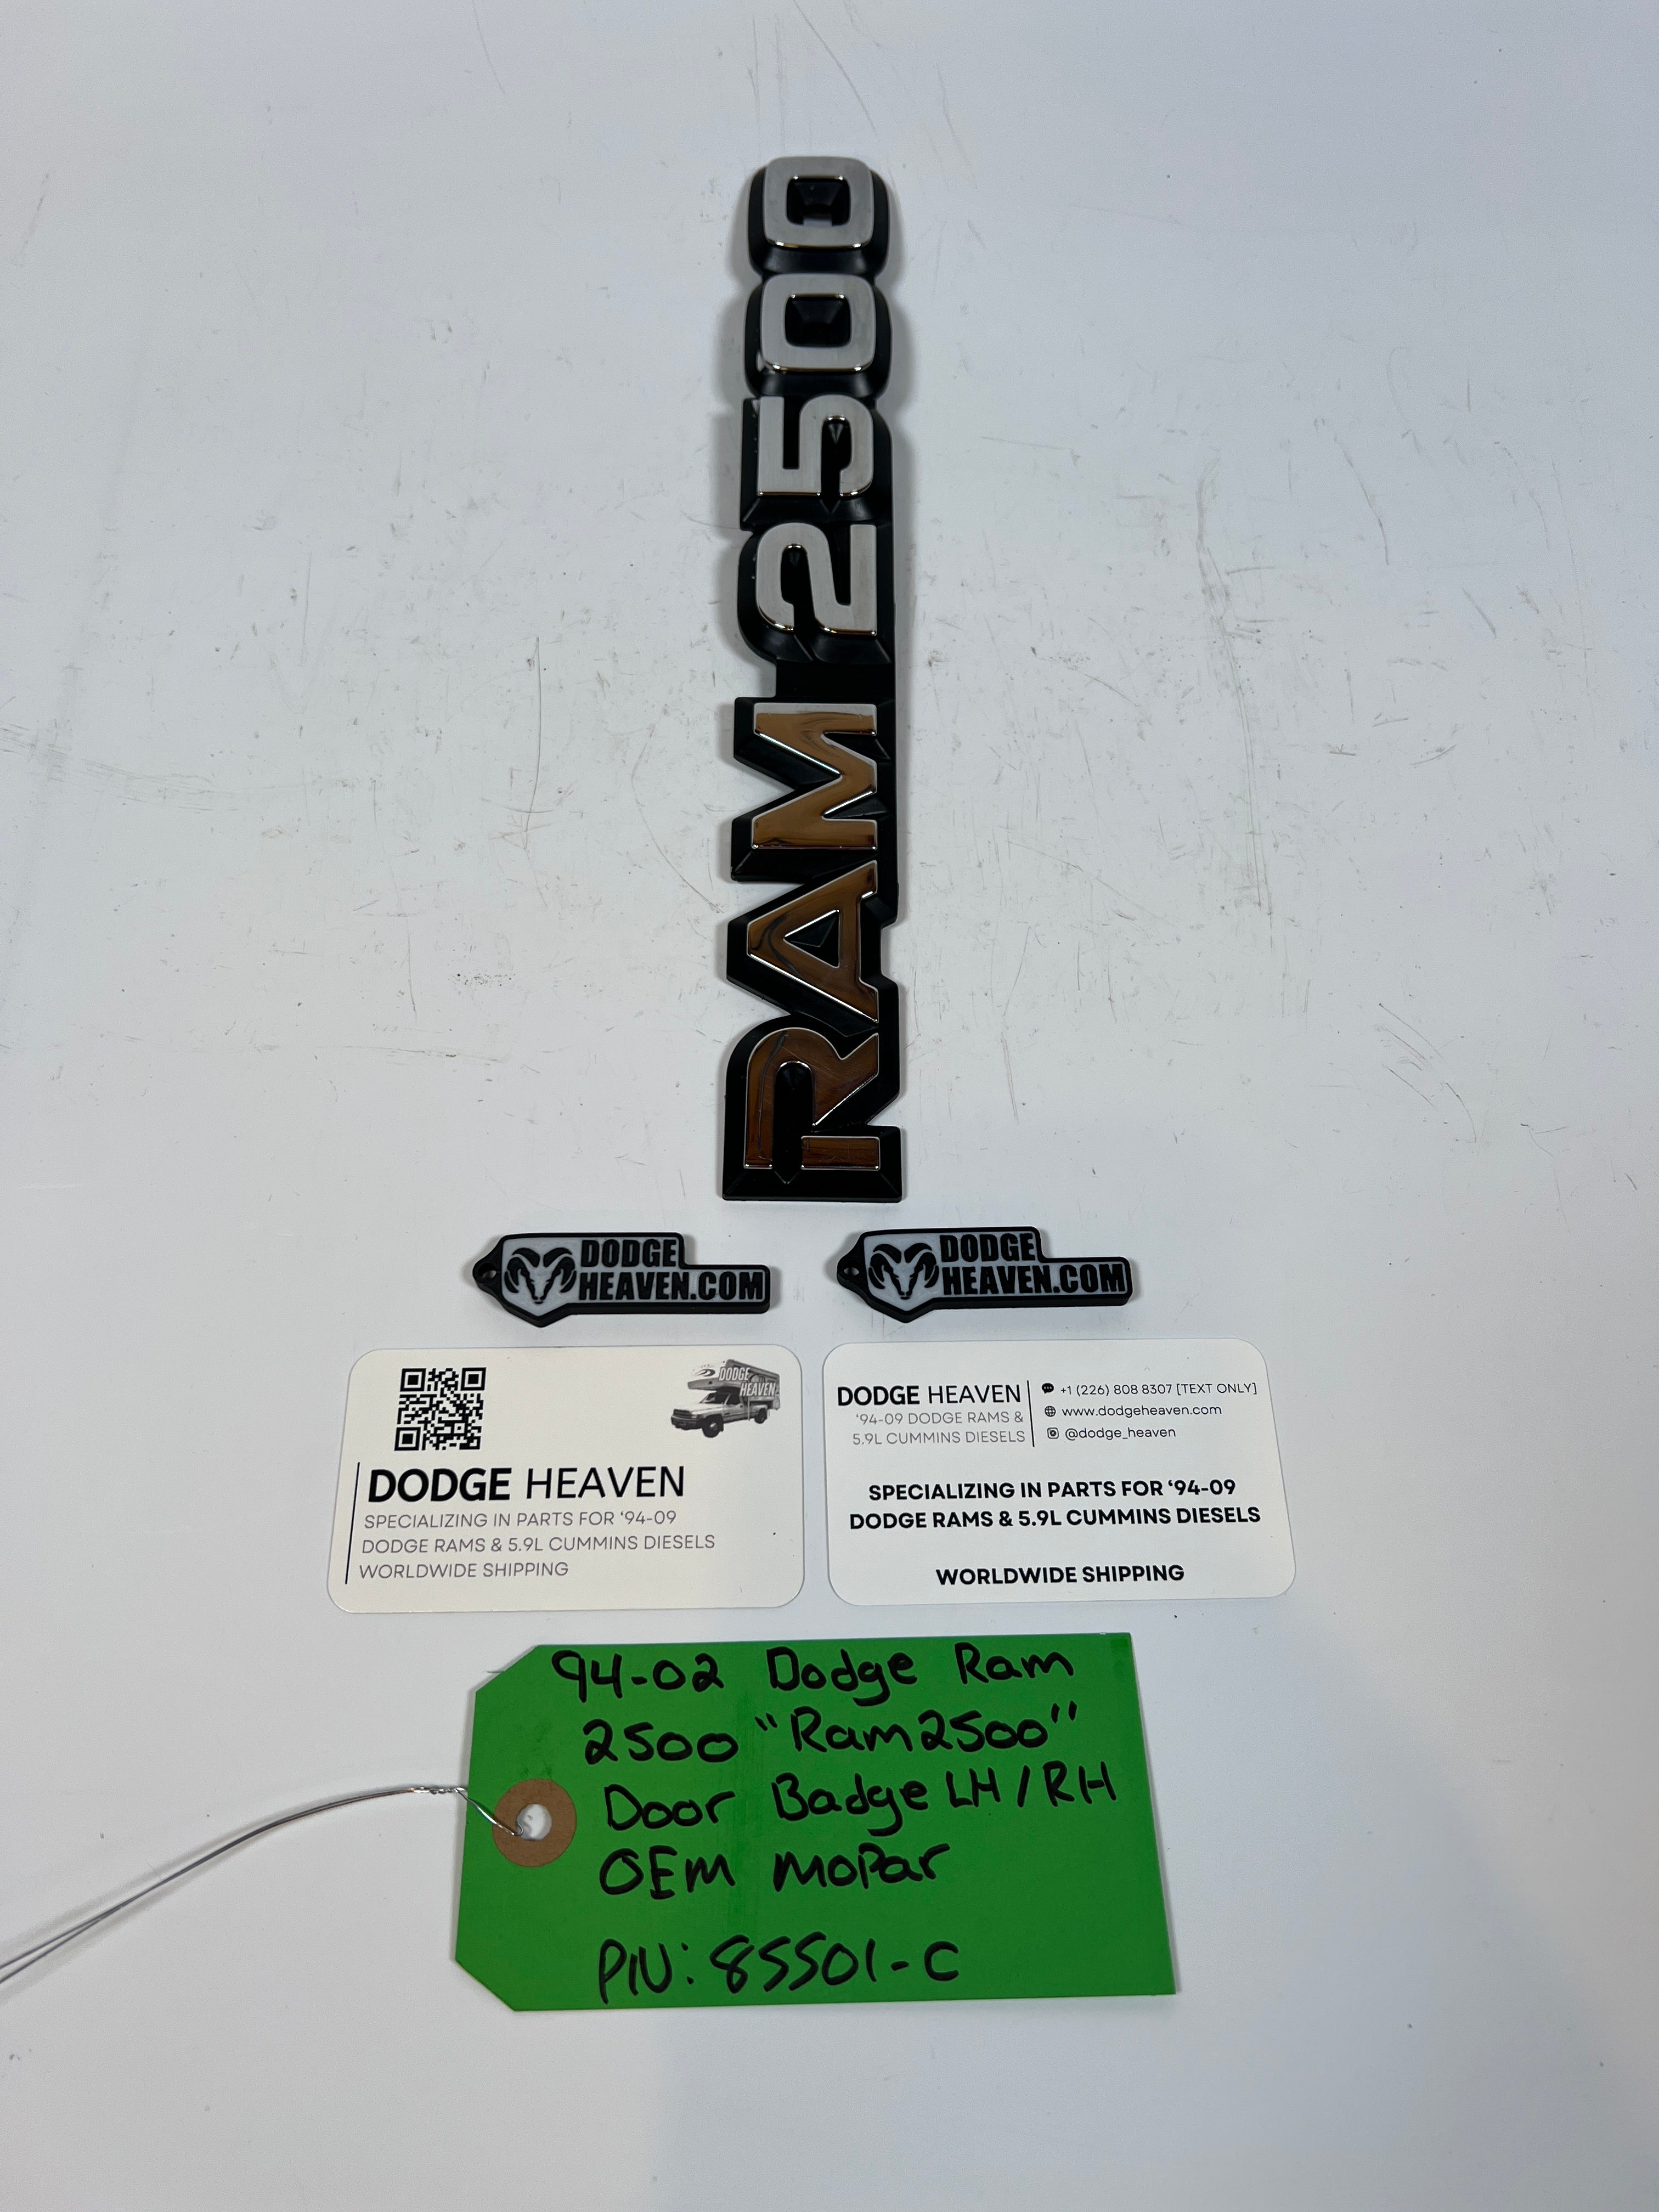 RAM 2500
DODGE
HEAVEN.COM
DODGE
HEAVEN.COM
DODGE
HEAVEN
DODGE HEAVEN
SPECIALIZING IN PARTS FOR ‘94-09
DODGE RAMS & 5.9L CUMMINS DIESELS
WORLDWIDE SHIPPING
DODGE HEAVEN
‘94-09 DODGE RAMS &
5.9L CUMMINS DIESELS
+1 (226) 808 8307 [TEXT ONLY]
www.dodgeheaven.com
@dodge_heaven
SPECIALIZING IN PARTS FOR ‘94-09
DODGE RAMS & 5.9L CUMMINS DIESELS
WORLDWIDE SHIPPING
94-02 Dodge Ram
2500 "Ram2500"
Door Badge LH/RH
OEM MOPar
P/N: 85501-C